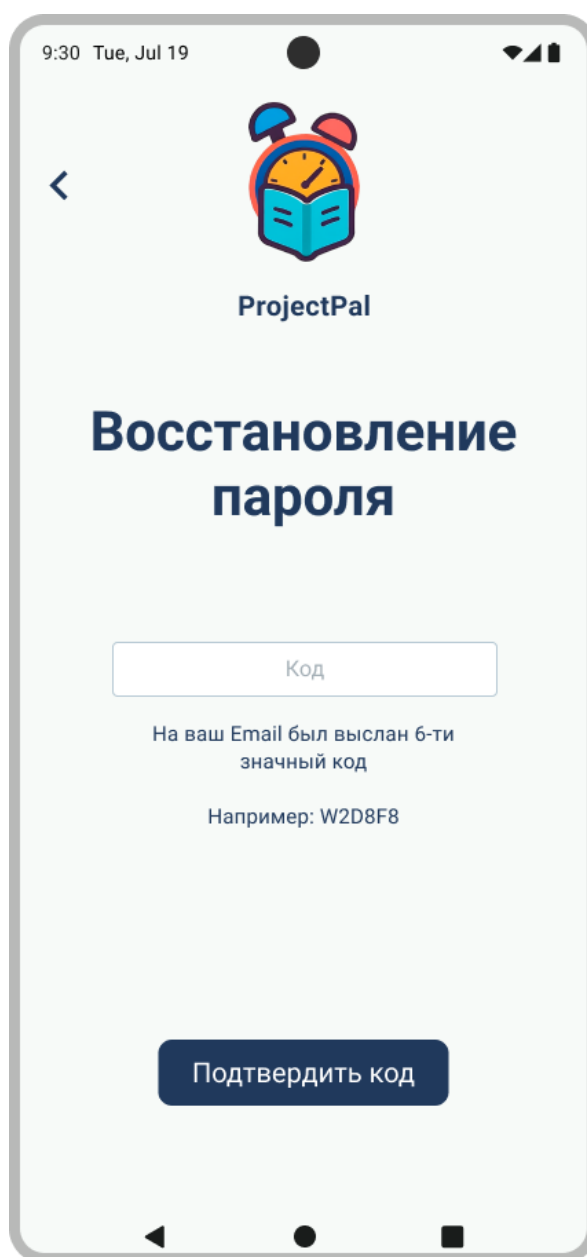 9:30 Tue, Jul 19
ProjectPal
Восстановление
пароля
Код
На ваш Email был выслан 6-ти
значный код
Например: W2D8F8
Подтвердить код